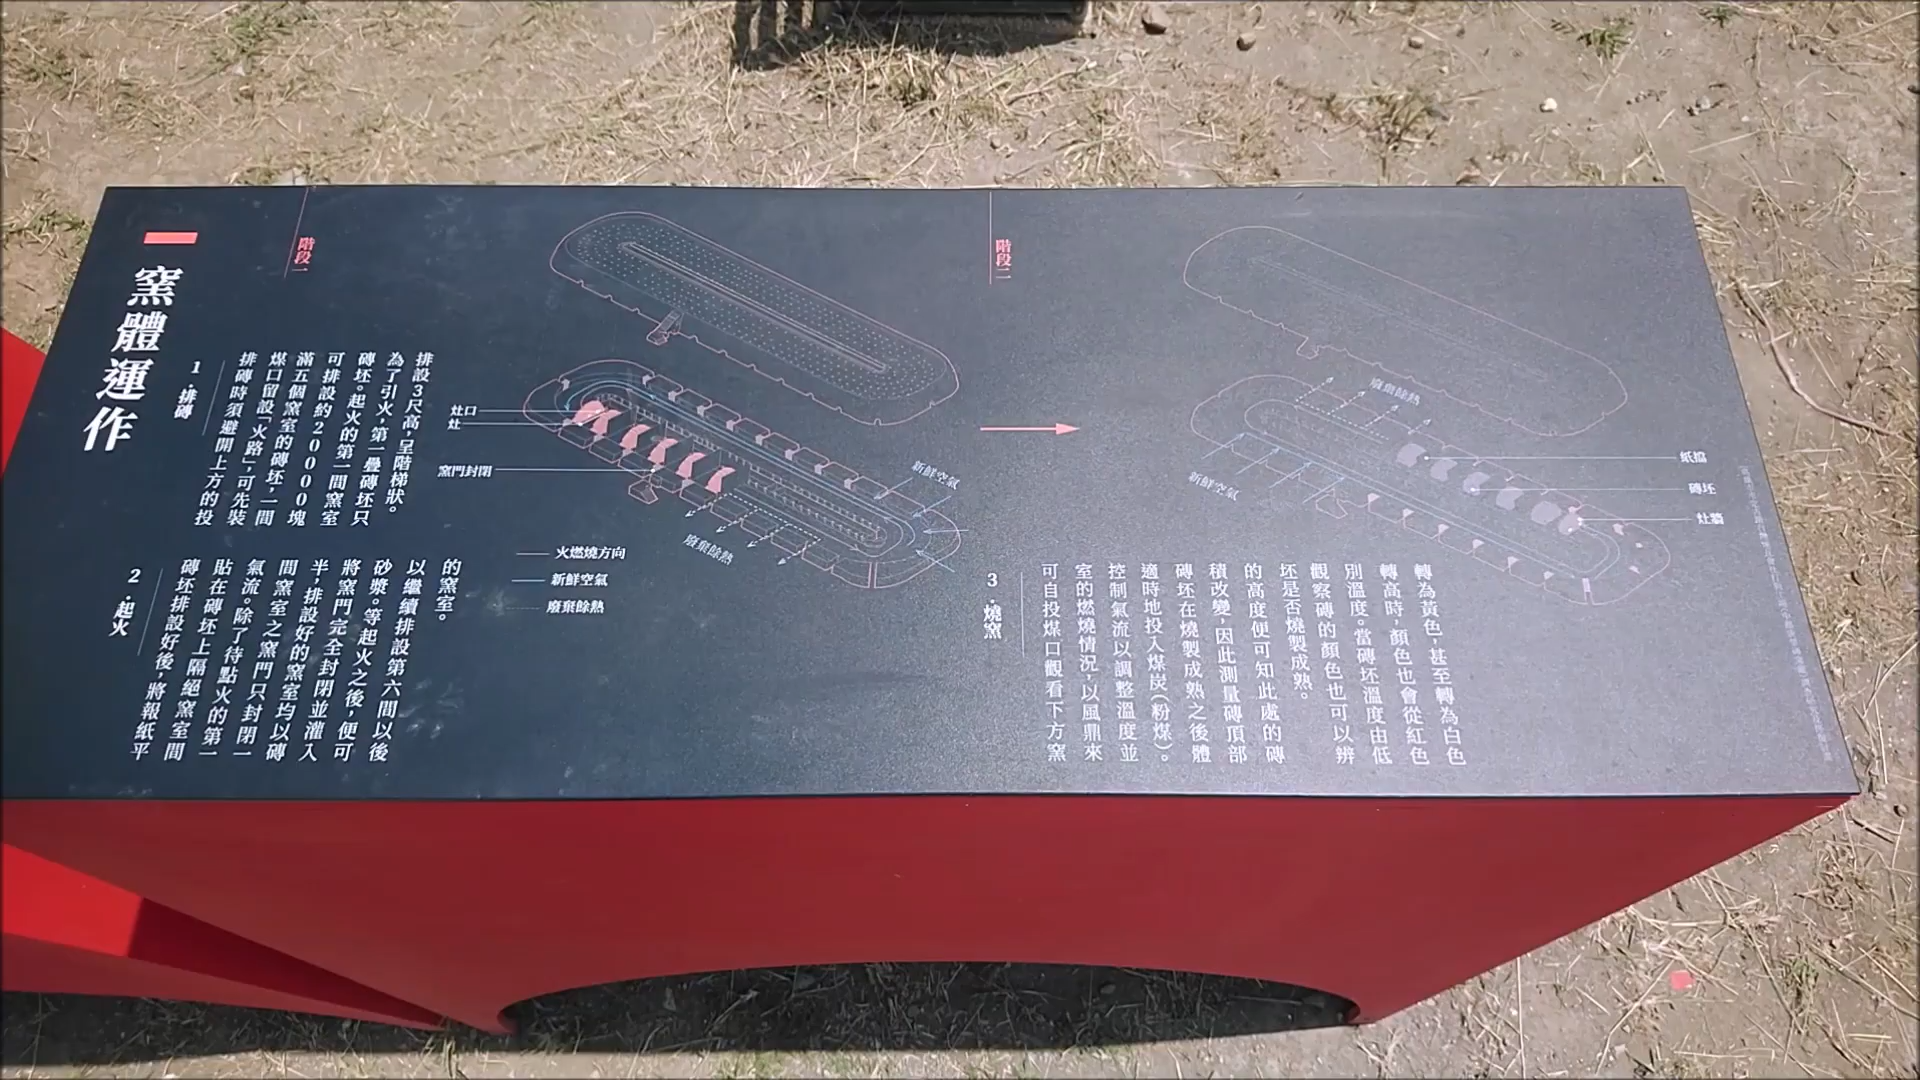 窯體運作
階段一
1.排磚
排磚時須避開上方的投
煤口留設「火路」,可先裝
滿五個窯室的磚坯,一間
可排設約20000塊
磚坯。起火的第一間窯室
為了引火,第一疊磚坯只
排設3尺高,呈階梯狀。
2.起火
磚坯排設好後,將報紙平
貼在磚坯上隔絕窯室間
氣流。除了待點火的第一
間窯室之窯門只封閉一
半,排設好的窯室均以磚
將窯門完全封閉並灌入
砂漿。等起火之後,便可
以繼續排設第六間以後
的窯室。
灶口
灶
窯門封閉
新鮮空氣
廢棄餘熱
火燃燒方向
新鮮空氣
廢棄餘熱
階段二
廢棄餘熱
新鮮空氣
紙擋
磚坯
灶牆
3.燒窯
可自投煤口觀看下方窯
室的燃燒情況,以風鼎來
控制氣流以調整溫度並
適時地投入煤炭(粉煤)。
磚坯在燒製成熟之後體
積改變,因此測量磚頂部
的高度便可知此處的磚
坯是否燒製成熟。
觀察磚的顏色也可以辨
別溫度。當磚坯溫度由低
轉高時,顏色也會從紅色
轉為黃色,甚至轉為白色